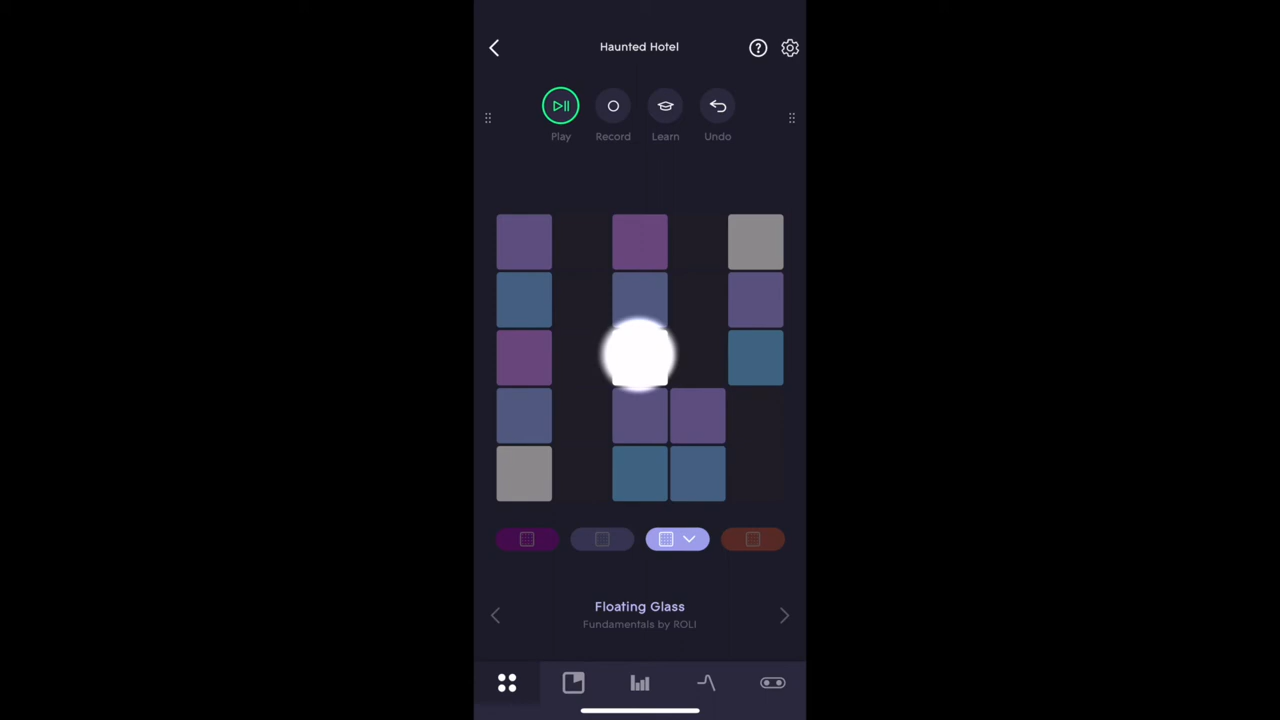 Haunted Hotel
Play Record Learn Undo
Floating Glass
Fundamentals by ROLI